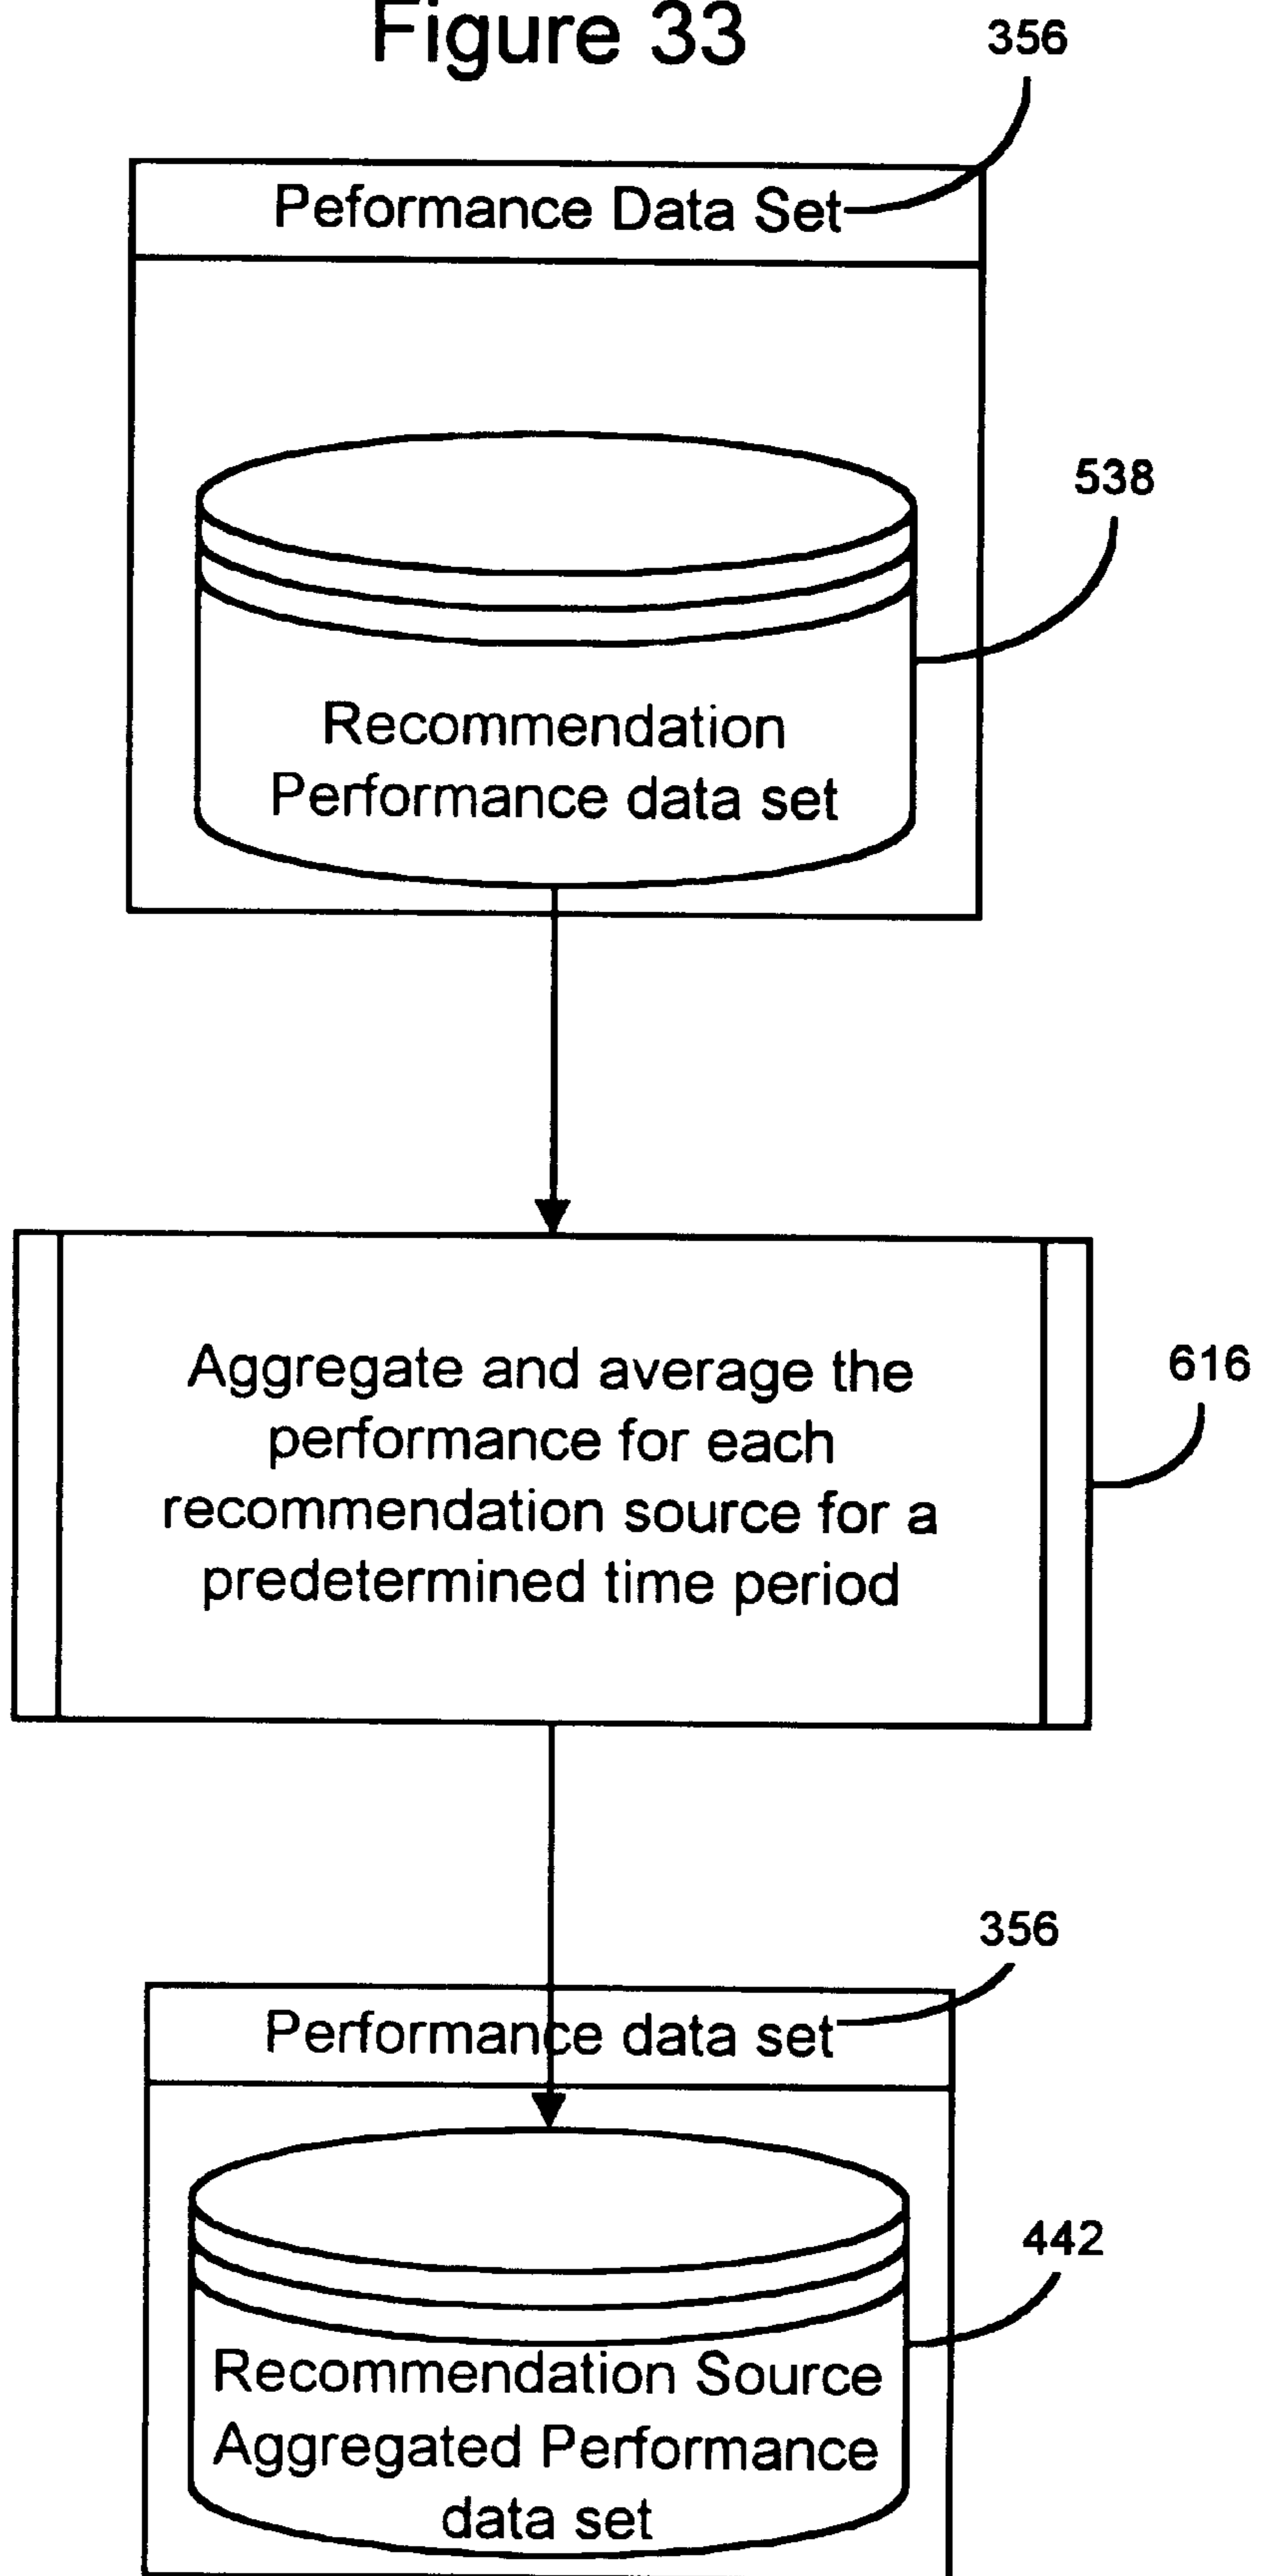 Figure 33
356
Peformance Data Set
538
Recommendation
Performance data set
Aggregate and average the
performance for each
recommendation source for a
predetermined time period
616
356
Performance data set
442
Recommendation Source
Aggregated Performance
data set